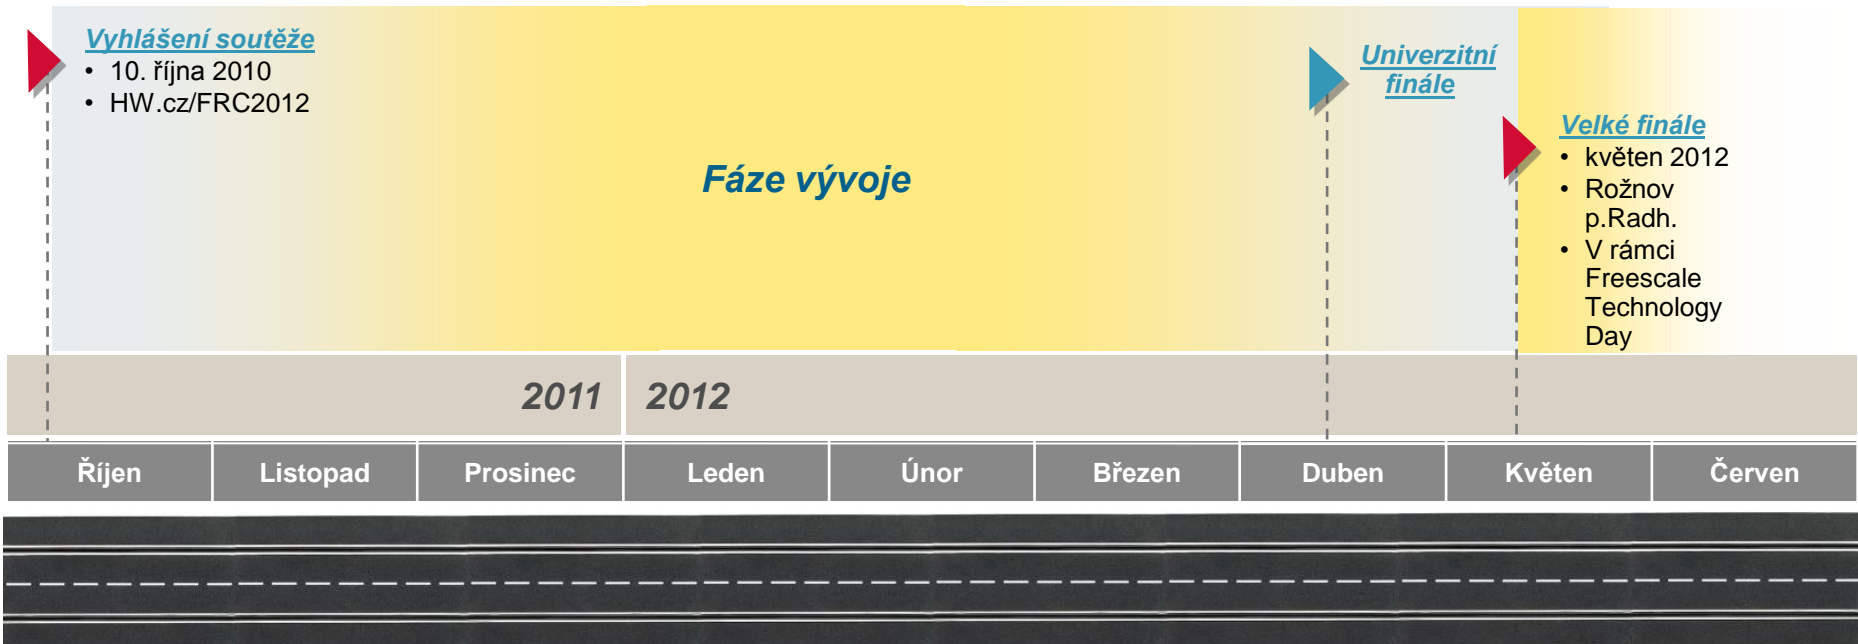 Vyhlášení soutěže
• 10. října 2010
• HW.cz/FRC2012
Fáze vývoje
Univerzitní
finále
Velké finále
• květen 2012
• Rožnov
p.Radh.
• V rámci
Freescale
Technology
Day
2011 2012
Říjen Listopad Prosinec Leden Únor Březen Duben Květen Červen